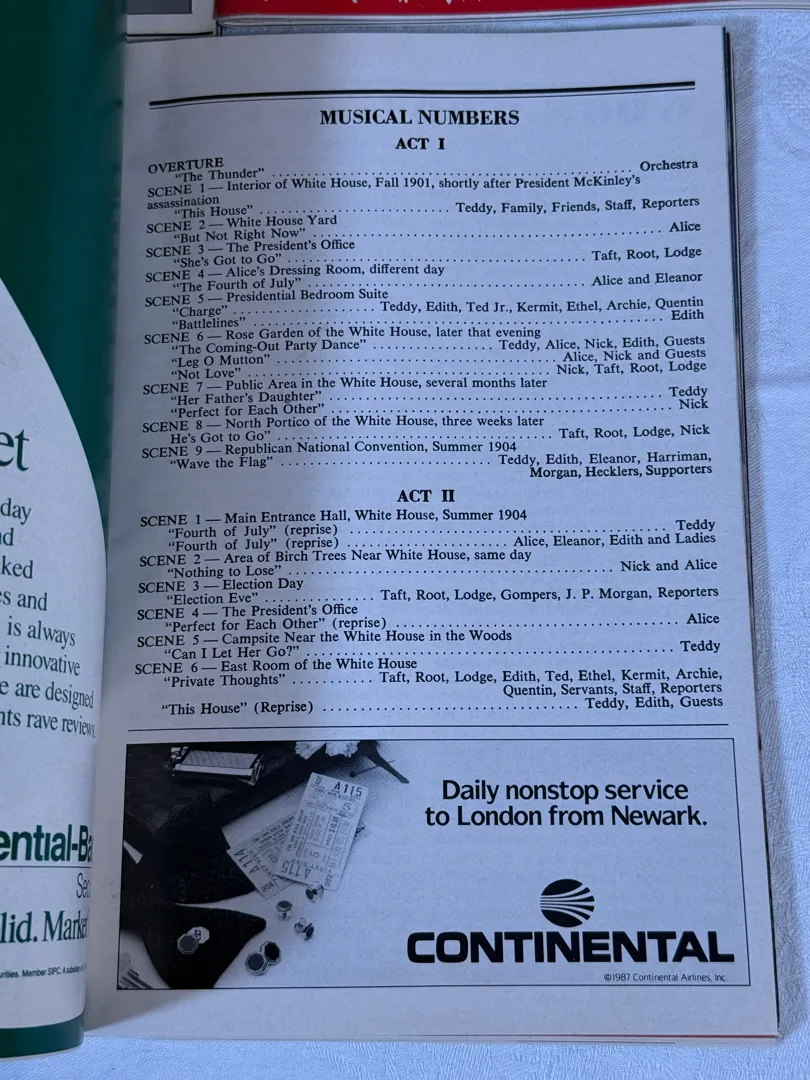 MUSICAL NUMBERS
ACT I
OVERTURE
"The Thunder" ........ Orchestra
SCENE 1 — Interior of White House, Fall 1901, shortly after President McKinley's
assassination
"This House" ........ Teddy, Family, Friends, Staff, Reporters
SCENE 2 — White House Yard
"But Not Right Now" ........ Alice
SCENE 3 — The President's Office
"She's Got to Go" ........ Taft, Root, Lodge
SCENE 4 — Alice's Dressing Room, different day
"The Fourth of July" ........ Alice and Eleanor
SCENE 5 — Presidential Bedroom Suite
"Charge" ........ Teddy, Edith, Ted Jr., Kermit, Ethel, Archie, Quentin
"Battlelines" ........ Edith
SCENE 6 — Rose Garden of the White House, later that evening
"The Coming-Out Party Dance" ........ Teddy, Alice, Nick, Edith, Guests
"Leg O Mutton" ........ Alice, Nick and Guests
"Not Love" ........ Nick, Taft, Root, Lodge
SCENE 7 — Public Area in the White House, several months later
"Her Father's Daughter" ........ Teddy
"Perfect for Each Other" ........ Nick
SCENE 8 — North Portico of the White House, three weeks later
He's Got to Go" ........ Taft, Root, Lodge, Nick
SCENE 9 — Republican National Convention, Summer 1904
"Wave the Flag" ........ Teddy, Edith, Eleanor, Harriman,
Morgan, Hecklers, Supporters
ACT II
SCENE 1 — Main Entrance Hall, White House, Summer 1904
"Fourth of July" (reprise) ........ Teddy
"Fourth of July" (reprise) ........ Alice, Eleanor, Edith and Ladies
SCENE 2 — Area of Birch Trees Near White House, same day
"Nothing to Lose" ........ Nick and Alice
SCENE 3 — Election Day
"Election Eve" ........ Taft, Root, Lodge, Gompers, J. P. Morgan, Reporters
SCENE 4 — The President's Office
"Perfect for Each Other" (reprise) ........ Alice
SCENE 5 — Campsite Near the White House in the Woods
"Can I Let Her Go?" ........ Teddy
SCENE 6 — East Room of the White House
"Private Thoughts" ........ Taft, Root, Lodge, Edith, Ted, Ethel, Kermit, Archie,
Quentin, Servants, Staff, Reporters
"This House" (Reprise) ........ Teddy, Edith, Guests
A115
A115
A114
Daily nonstop service
to London from Newark.
CONTINENTAL
©1987 Continental Airlines, Inc.
et
day
nd
ked
es and
is always
innovative
e are designed
nts rave reviews.
ential-Ba
Sec
lid. Market
urities. Member SIPC. A subsidiary of